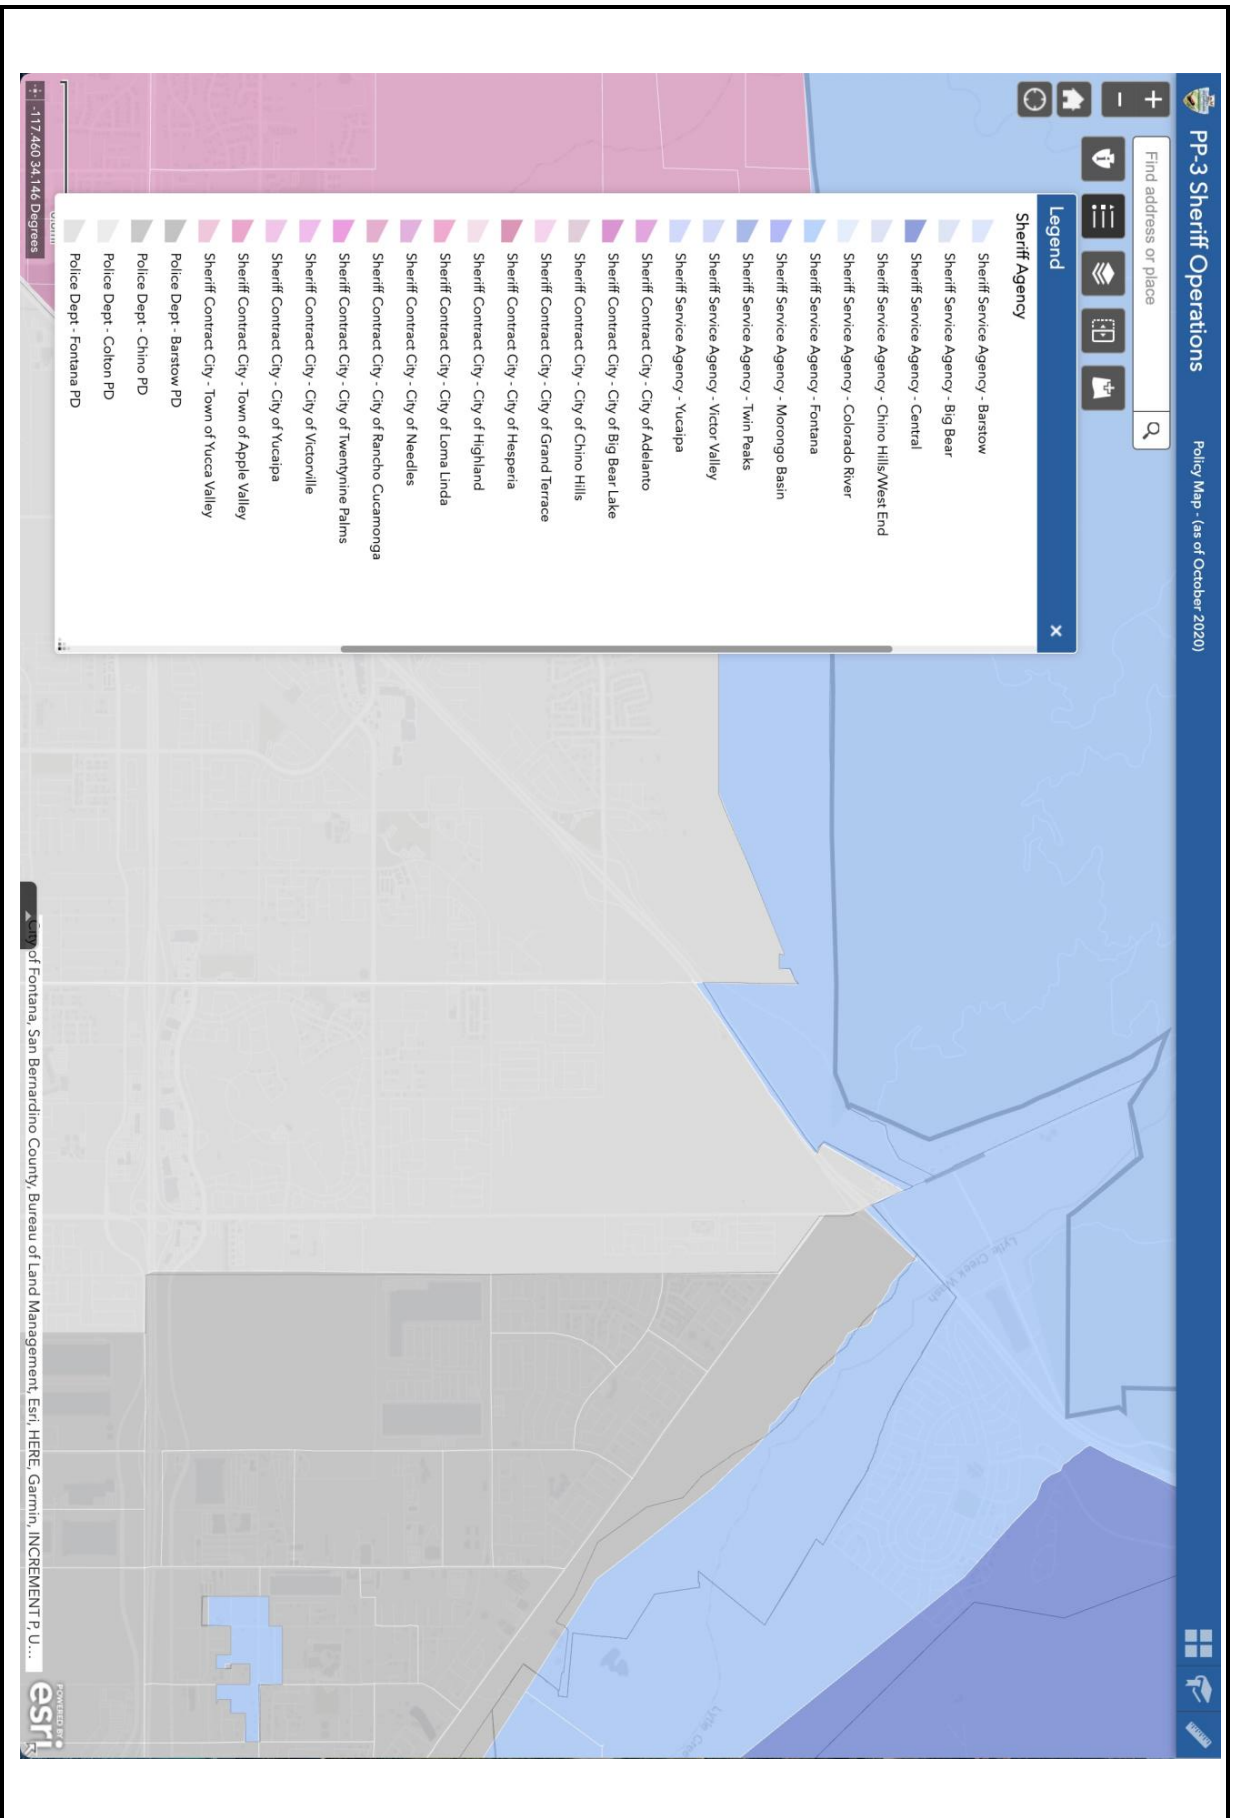 PP-3 Sheriff Operations
Policy Map - (as of October 2020)
Find address or place
Legend
Sheriff Agency
Sheriff Service Agency - Barstow
Sheriff Service Agency - Big Bear
Sheriff Service Agency - Central
Sheriff Service Agency - Chino Hills/West End
Sheriff Service Agency - Colorado River
Sheriff Service Agency - Fontana
Sheriff Service Agency - Morongo Basin
Sheriff Service Agency - Twin Peaks
Sheriff Service Agency - Victor Valley
Sheriff Service Agency - Yucaipa
Sheriff Contract City - City of Adelanto
Sheriff Contract City - City of Big Bear Lake
Sheriff Contract City - City of Chino Hills
Sheriff Contract City - City of Grand Terrace
Sheriff Contract City - City of Hesperia
Sheriff Contract City - City of Highland
Sheriff Contract City - City of Loma Linda
Sheriff Contract City - City of Needles
Sheriff Contract City - City of Rancho Cucamonga
Sheriff Contract City - City of Twentynine Palms
Sheriff Contract City - City of Victorville
Sheriff Contract City - City of Yucaipa
Sheriff Contract City - Town of Apple Valley
Sheriff Contract City - Town of Yucca Valley
Police Dept - Barstow PD
Police Dept - Chino PD
Police Dept - Colton PD
Police Dept - Fontana PD
Lytle Creek Wash
Lytle Cree
-117.460 34.146 Degrees
City of Fontana, San Bernardino County, Bureau of Land Management, Esri, HERE, Garmin, INCREMENT P, U...
POWERED BY
esri